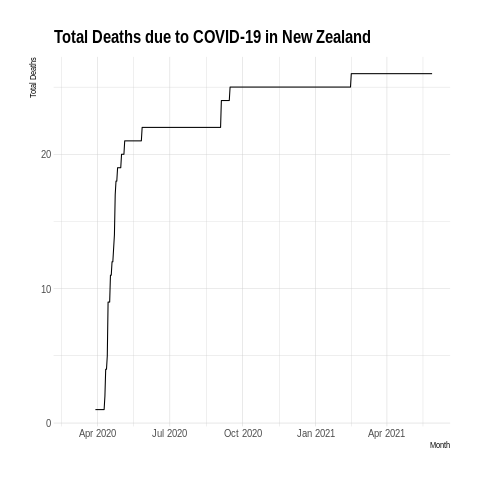 Total Deaths due to COVID-19 in New Zealand
Total Deaths
20
10
0
Apr 2020 Jul 2020 Oct 2020 Jan 2021 Apr 2021
Month